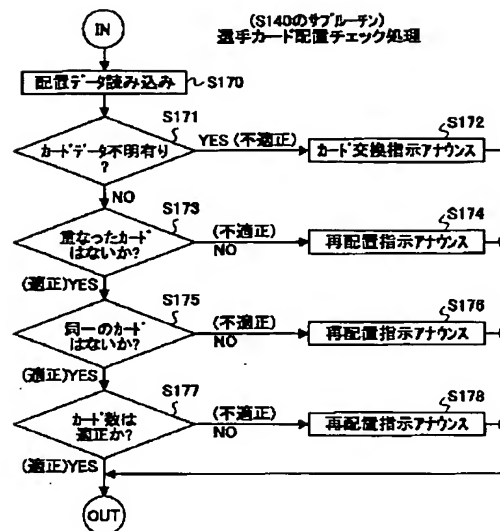 (S140のサブルーチン)
選手カード配置チェック処理
IN
配置データ読み込み
S170
カードデータ不明有り
?
S171
YES (不適正)
S172
カード交換指示アナウンス
NO
重なったカード
はないか?
S173
(不適正)
NO
S174
再配置指示アナウンス
(適正)YES
同一のカード
はないか?
S175
(不適正)
NO
S176
再配置指示アナウンス
(適正)YES
カード数は
適正か?
S177
(不適正)
NO
S178
再配置指示アナウンス
(適正)YES
OUT